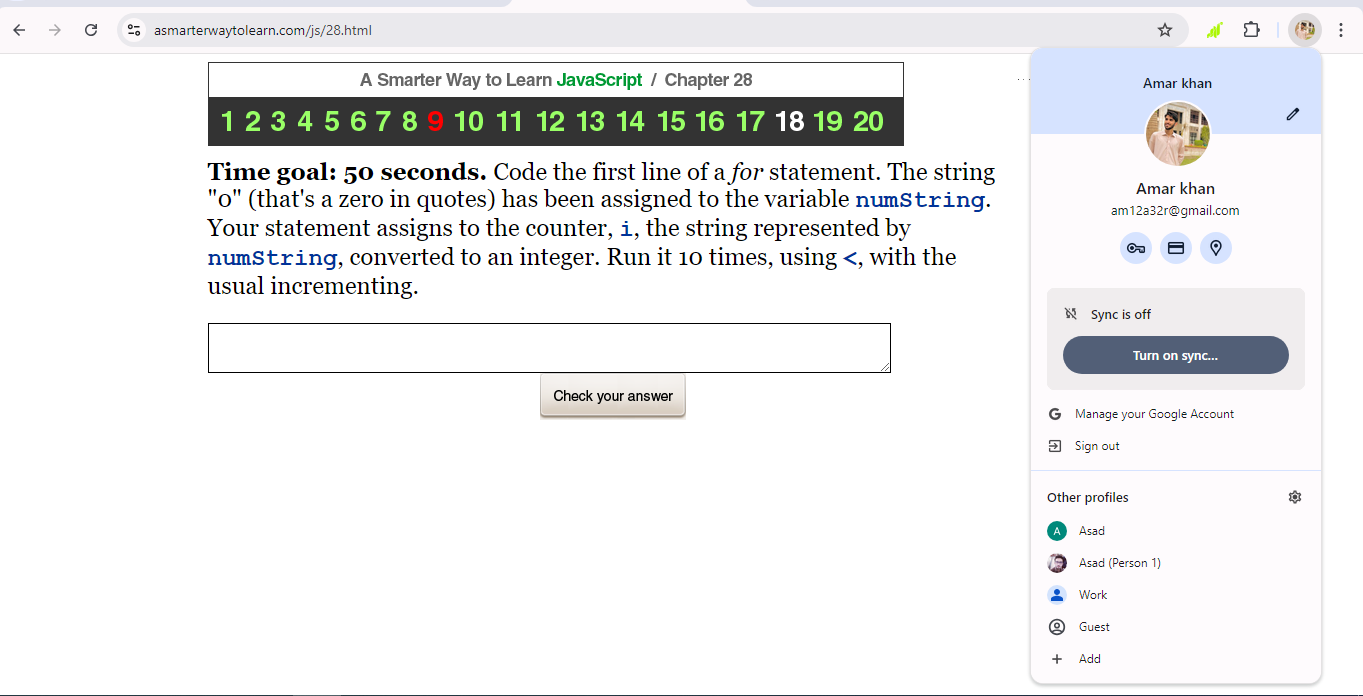 asmarterwaytolearn.com/js/28.html
A Smarter Way to Learn JavaScript / Chapter 28
1 2 3 4 5 6 7 8 9 10 11 12 13 14 15 16 17 18 19 20
Time goal: 50 seconds. Code the first line of a for statement. The string
"0" (that's a zero in quotes) has been assigned to the variable numString.
Your statement assigns to the counter, i, the string represented by
numString, converted to an integer. Run it 10 times, using <, with the
usual incrementing.
Check your answer
Amar khan
Amar khan
am12a32r@gmail.com
Sync is off
Turn on sync...
G Manage your Google Account
Sign out
Other profiles
A Asad
Asad (Person 1)
Work
Guest
+ Add